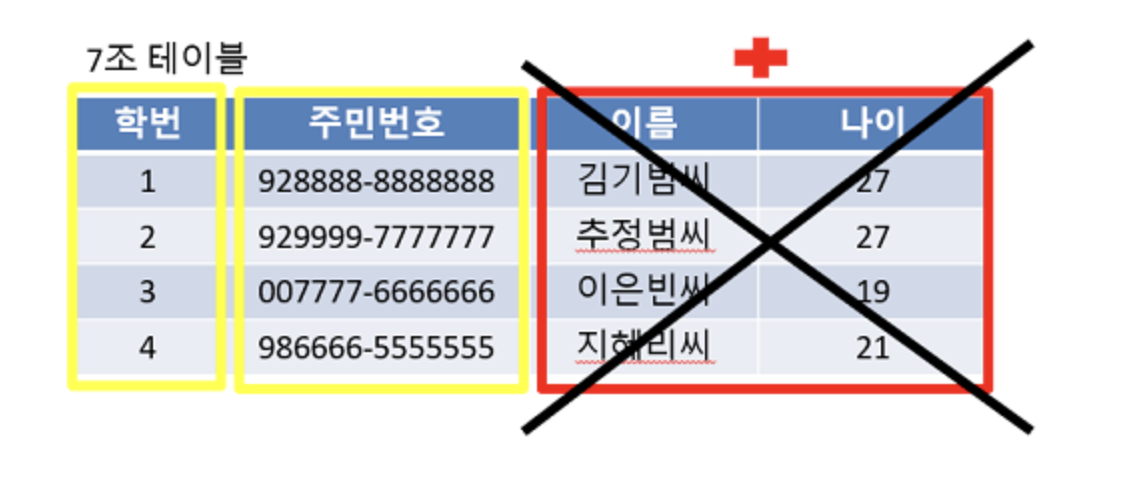 7조 테이블
학번 주민번호 이름 나이
1 928888-8888888 김기범씨 27
2 929999-7777777 추정범씨 27
3 007777-6666666 이은빈씨 19
4 986666-5555555 지혜리씨 21